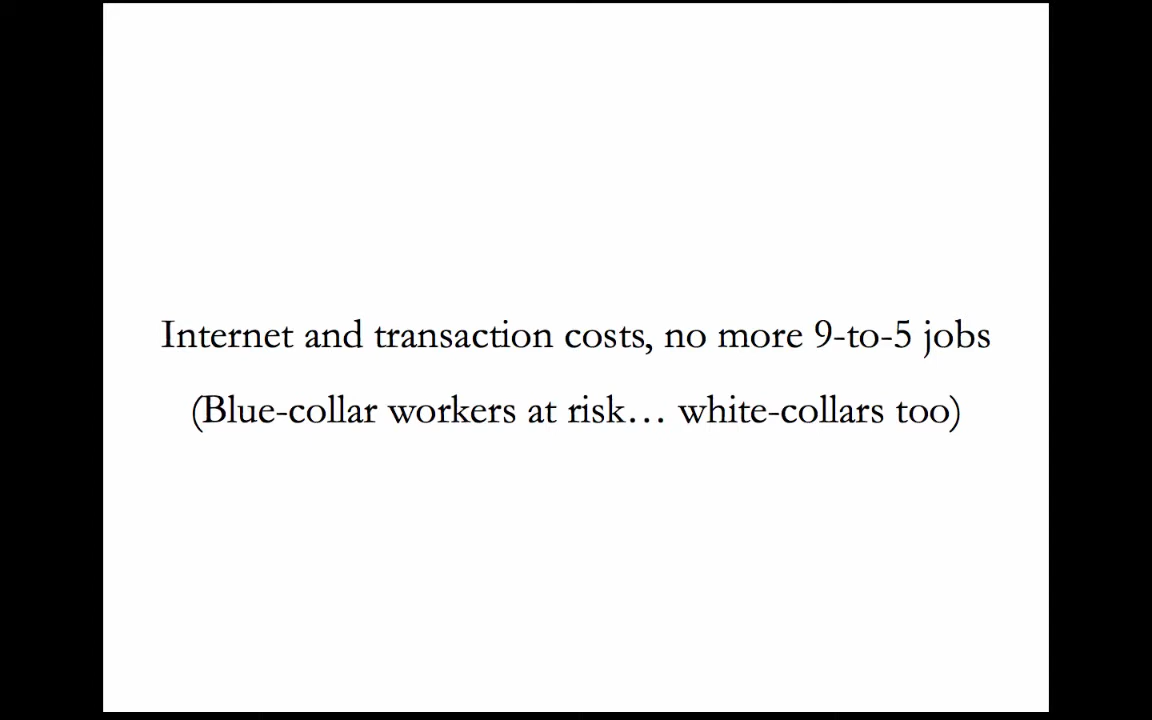 Internet and transaction costs, no more 9-to-5 jobs
(Blue-collar workers at risk… white-collars too)